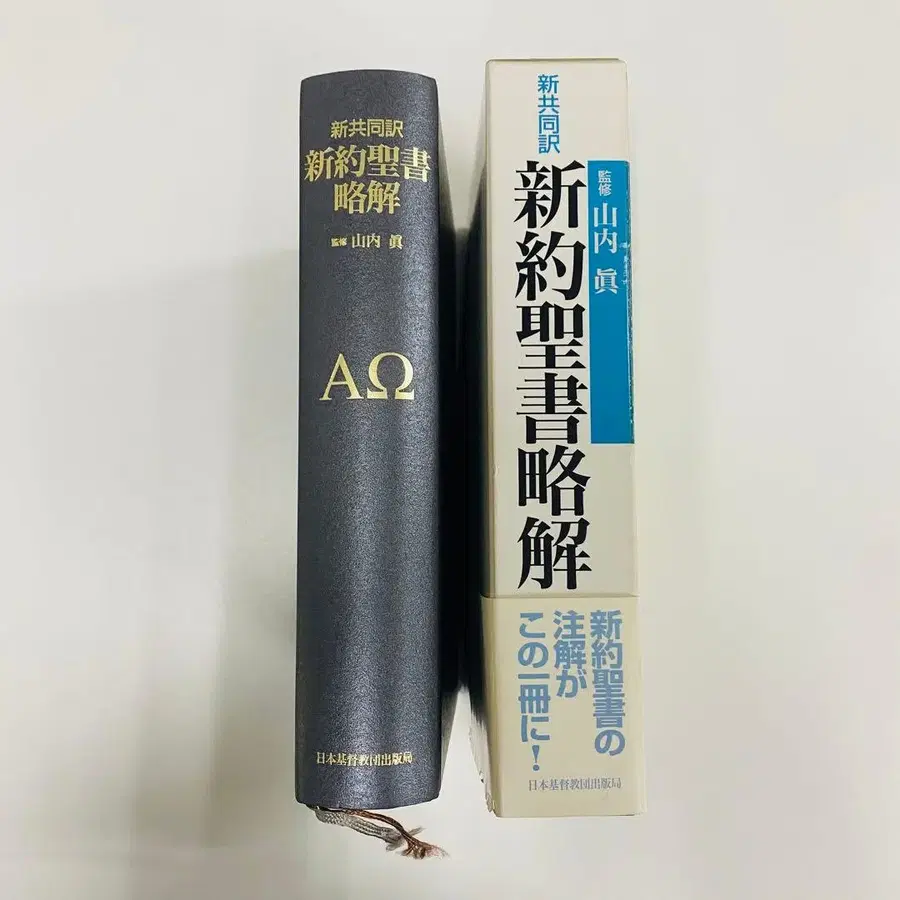 新共同訳
新約聖書
略解
監修 山内 眞
ΑΩ
日本基督教団出版局
新共同訳
新約聖書略解
監修 山内 眞
新約聖書の
注解が
この一冊に!
日本基督教団出版局